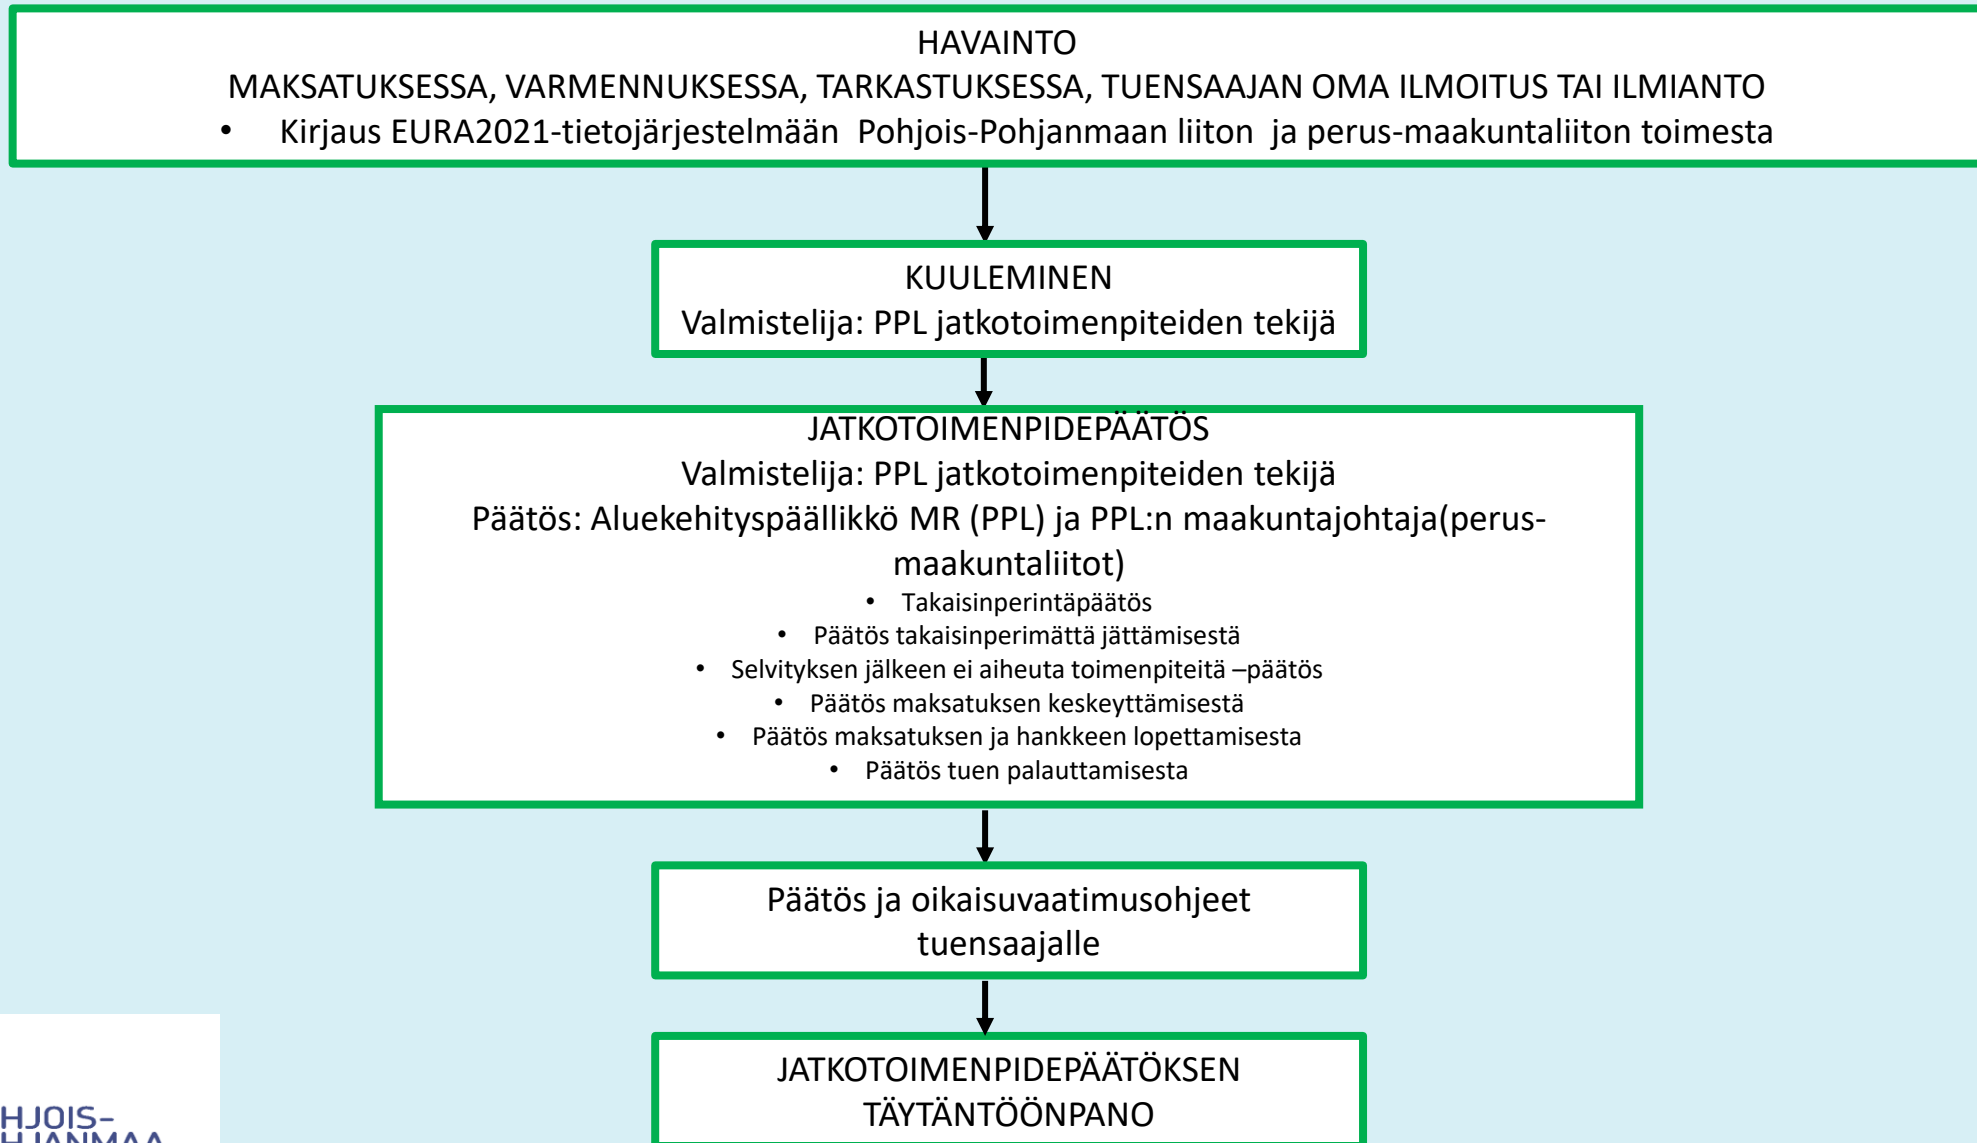 HAVAINTO
MAKSATUKSESSA, VARMENNUKSESSA, TARKASTUKSESSA, TUENSAAJAN OMA ILMOITUS TAI ILMIANTO
• Kirjaus EURA2021-tietojärjestelmään Pohjois-Pohjanmaan liiton ja perus-maakuntaliiton toimesta
KUULEMINEN
Valmistelija: PPL jatkotoimenpiteiden tekijä
JATKOTOIMENPIDEPÄÄTÖS
Valmistelija: PPL jatkotoimenpiteiden tekijä
Päätös: Aluekehityspäällikkö MR (PPL) ja PPL:n maakuntajohtaja(perus-
maakuntaliitot)
• Takaisinperintäpäätös
• Päätös takaisinperimättä jättämisestä
• Selvityksen jälkeen ei aiheuta toimenpiteitä –päätös
• Päätös maksatuksen keskeyttämisestä
• Päätös maksatuksen ja hankkeen lopettamisesta
• Päätös tuen palauttamisesta
Päätös ja oikaisuvaatimusohjeet
tuensaajalle
JATKOTOIMENPIDEPÄÄTÖKSEN
TÄYTÄNTÖÖNPANO
HJOIS-
HJANMAA